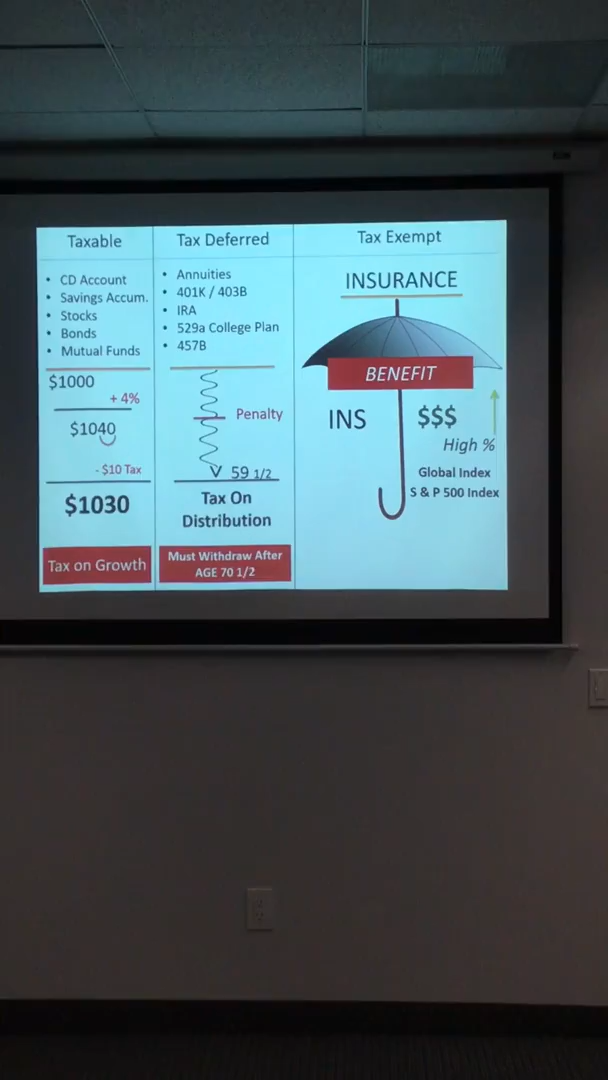 Taxable
• CD Account
• Savings Accum.
• Stocks
• Bonds
• Mutual Funds
$1000
+ 4%
$1040
- $10 Tax
$1030
Tax on Growth
Tax Deferred
• Annuities
• 401K / 403B
• IRA
• 529a College Plan
• 457B
Penalty
59 1/2
Tax On
Distribution
Must Withdraw After
AGE 70 1/2
Tax Exempt
INSURANCE
BENEFIT
INS
$$$
High %
Global Index
S & P 500 Index